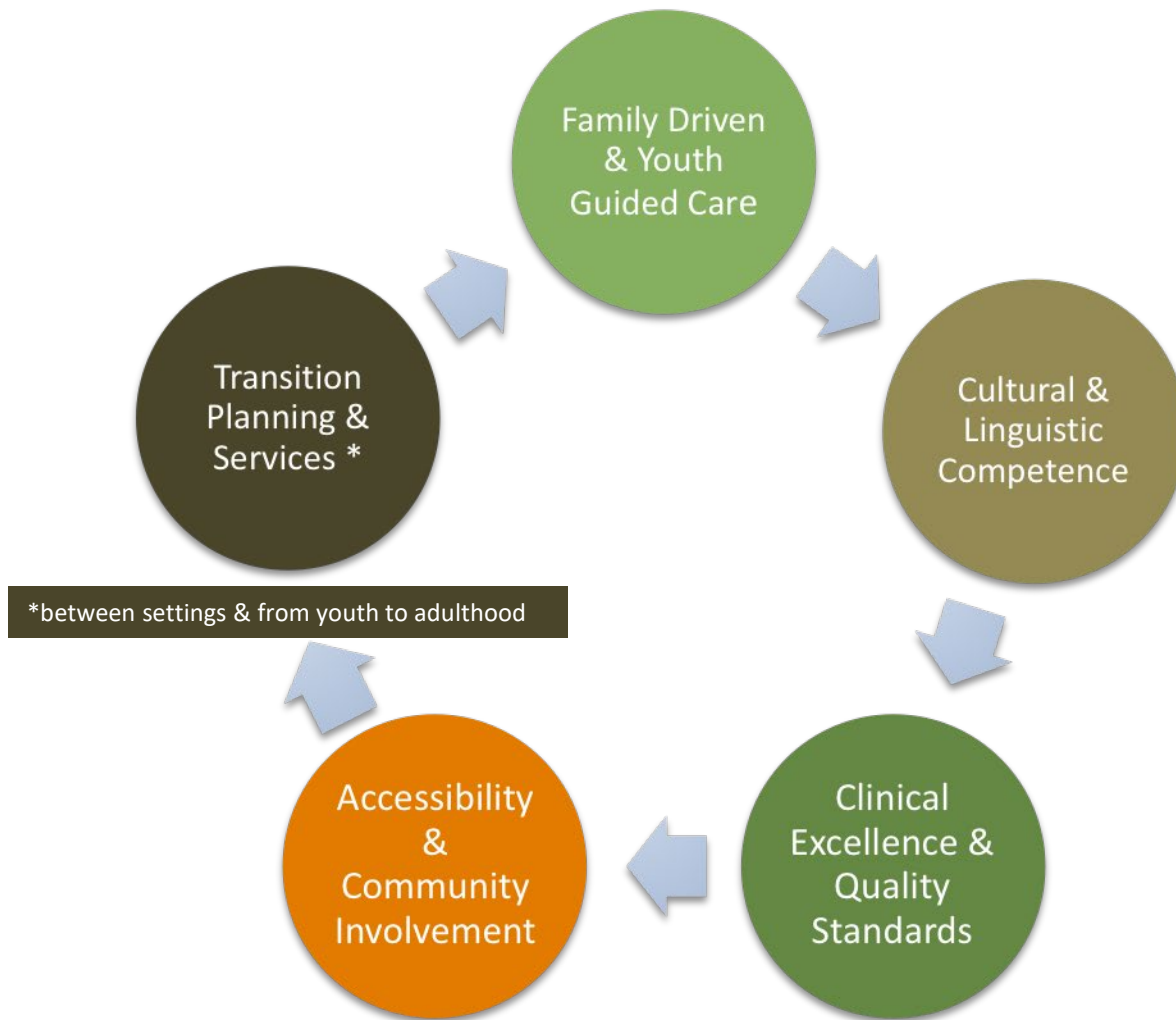 Family Driven
& Youth
Guided Care
Cultural &
Linguistic
Competence
Clinical
Excellence &
Quality
Standards
Accessibility
&
Community
Involvement
Transition
Planning &
Services *
*between settings & from youth to adulthood